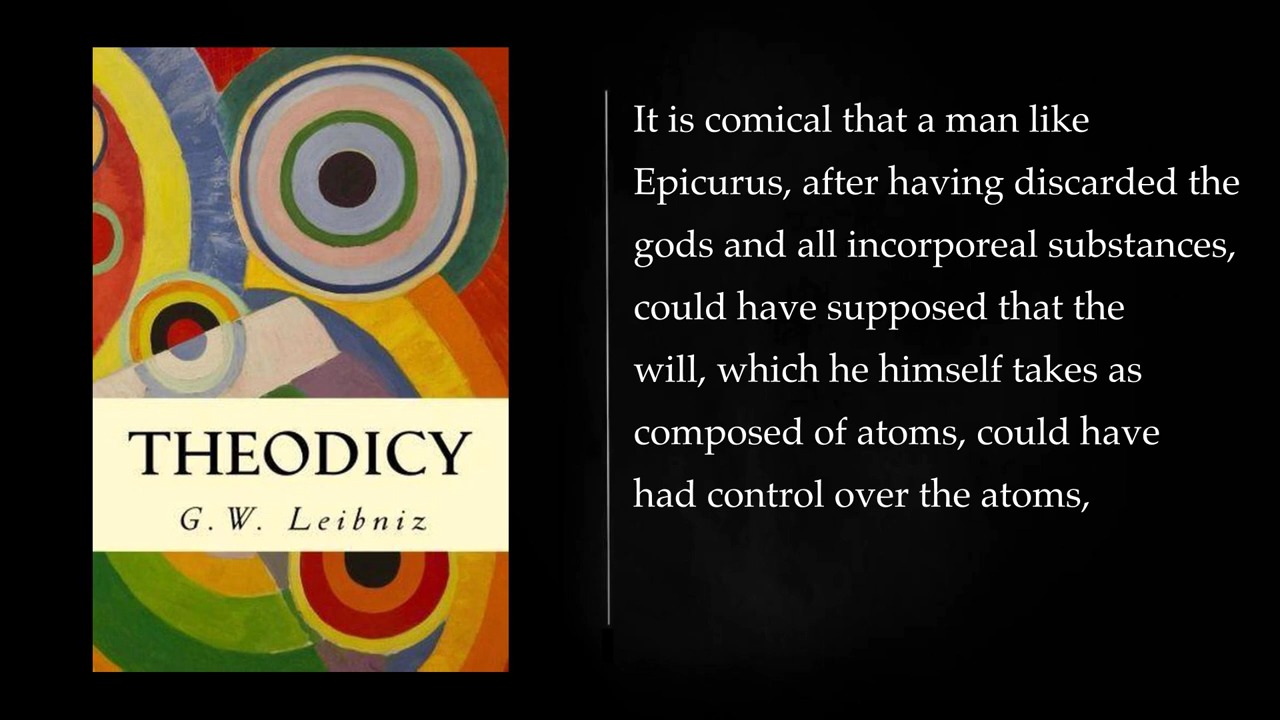 THEODICY
G. W. Leibniz
It is comical that a man like
Epicurus, after having discarded the
gods and all incorporeal substances,
could have supposed that the
will, which he himself takes as
composed of atoms, could have
had control over the atoms,